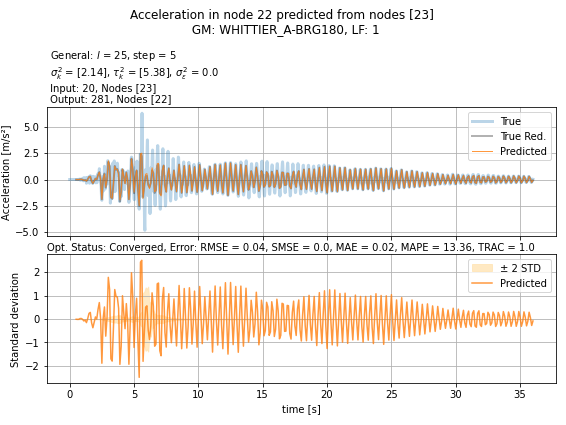 Acceleration in node 22 predicted from nodes [23]
GM: WHITTIER_A-BRG180, LF: 1
General: l = 25, step = 5
σ²ₖ = [2.14], τ²ₖ = [5.38], σ²ε = 0.0
Input: 20, Nodes [23]
Output: 281, Nodes [22]
Acceleration [m/s²]
5.0
2.5
0.0
−2.5
−5.0
True
True Red.
Predicted
Opt. Status: Converged, Error: RMSE = 0.04, SMSE = 0.0, MAE = 0.02, MAPE = 13.36, TRAC = 1.0
Standard deviation
2
1
0
−1
−2
± 2 STD
Predicted
0 5 10 15 20 25 30 35
time [s]